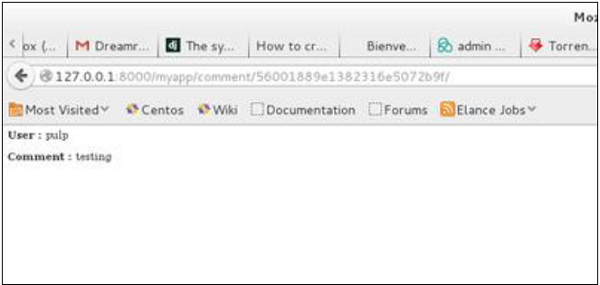 Moz
ox (... Dreamr... dj The sy... How to cr... Bienve... admin ... Torren...
127.0.0.1:8000/myapp/comment/56001889e1382316e5072b9f/
Most Visited Centos Wiki Documentation Forums Elance Jobs
User : pulp
Comment : testing